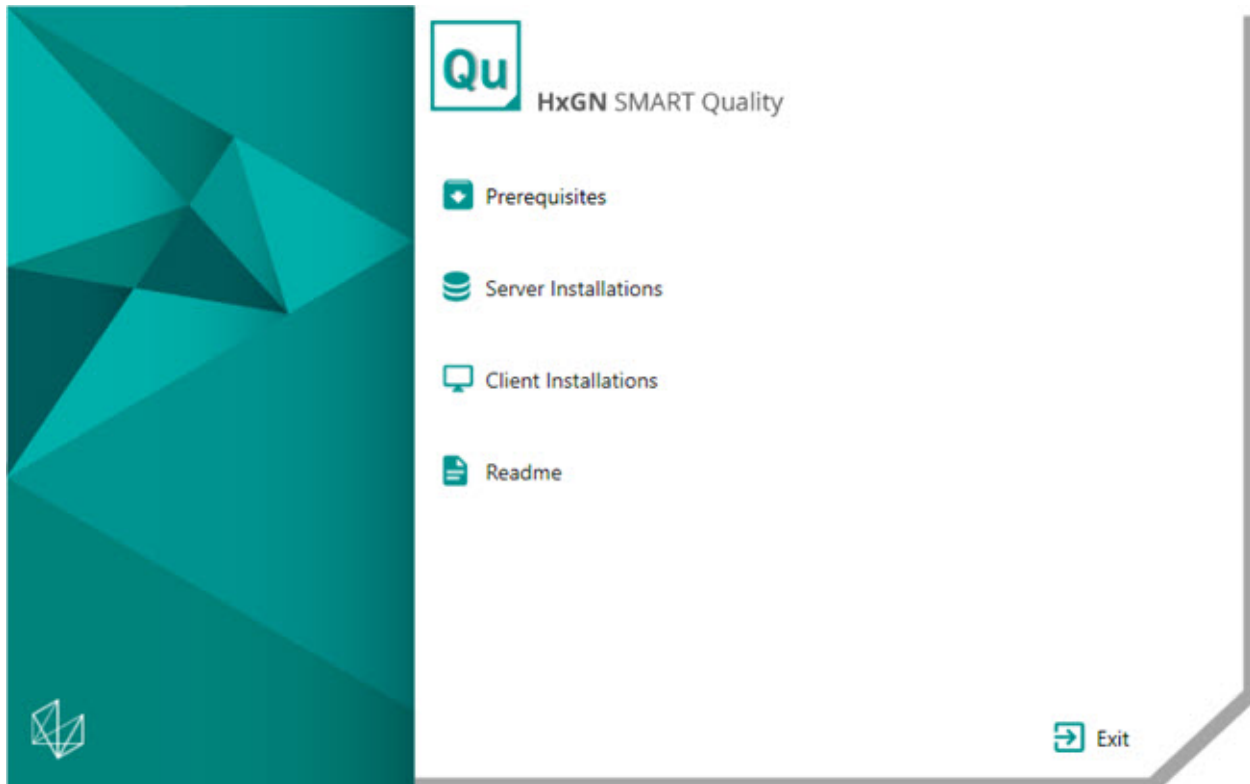 Qu
HxGN SMART Quality
Prerequisites
Server Installations
Client Installations
Readme
Exit